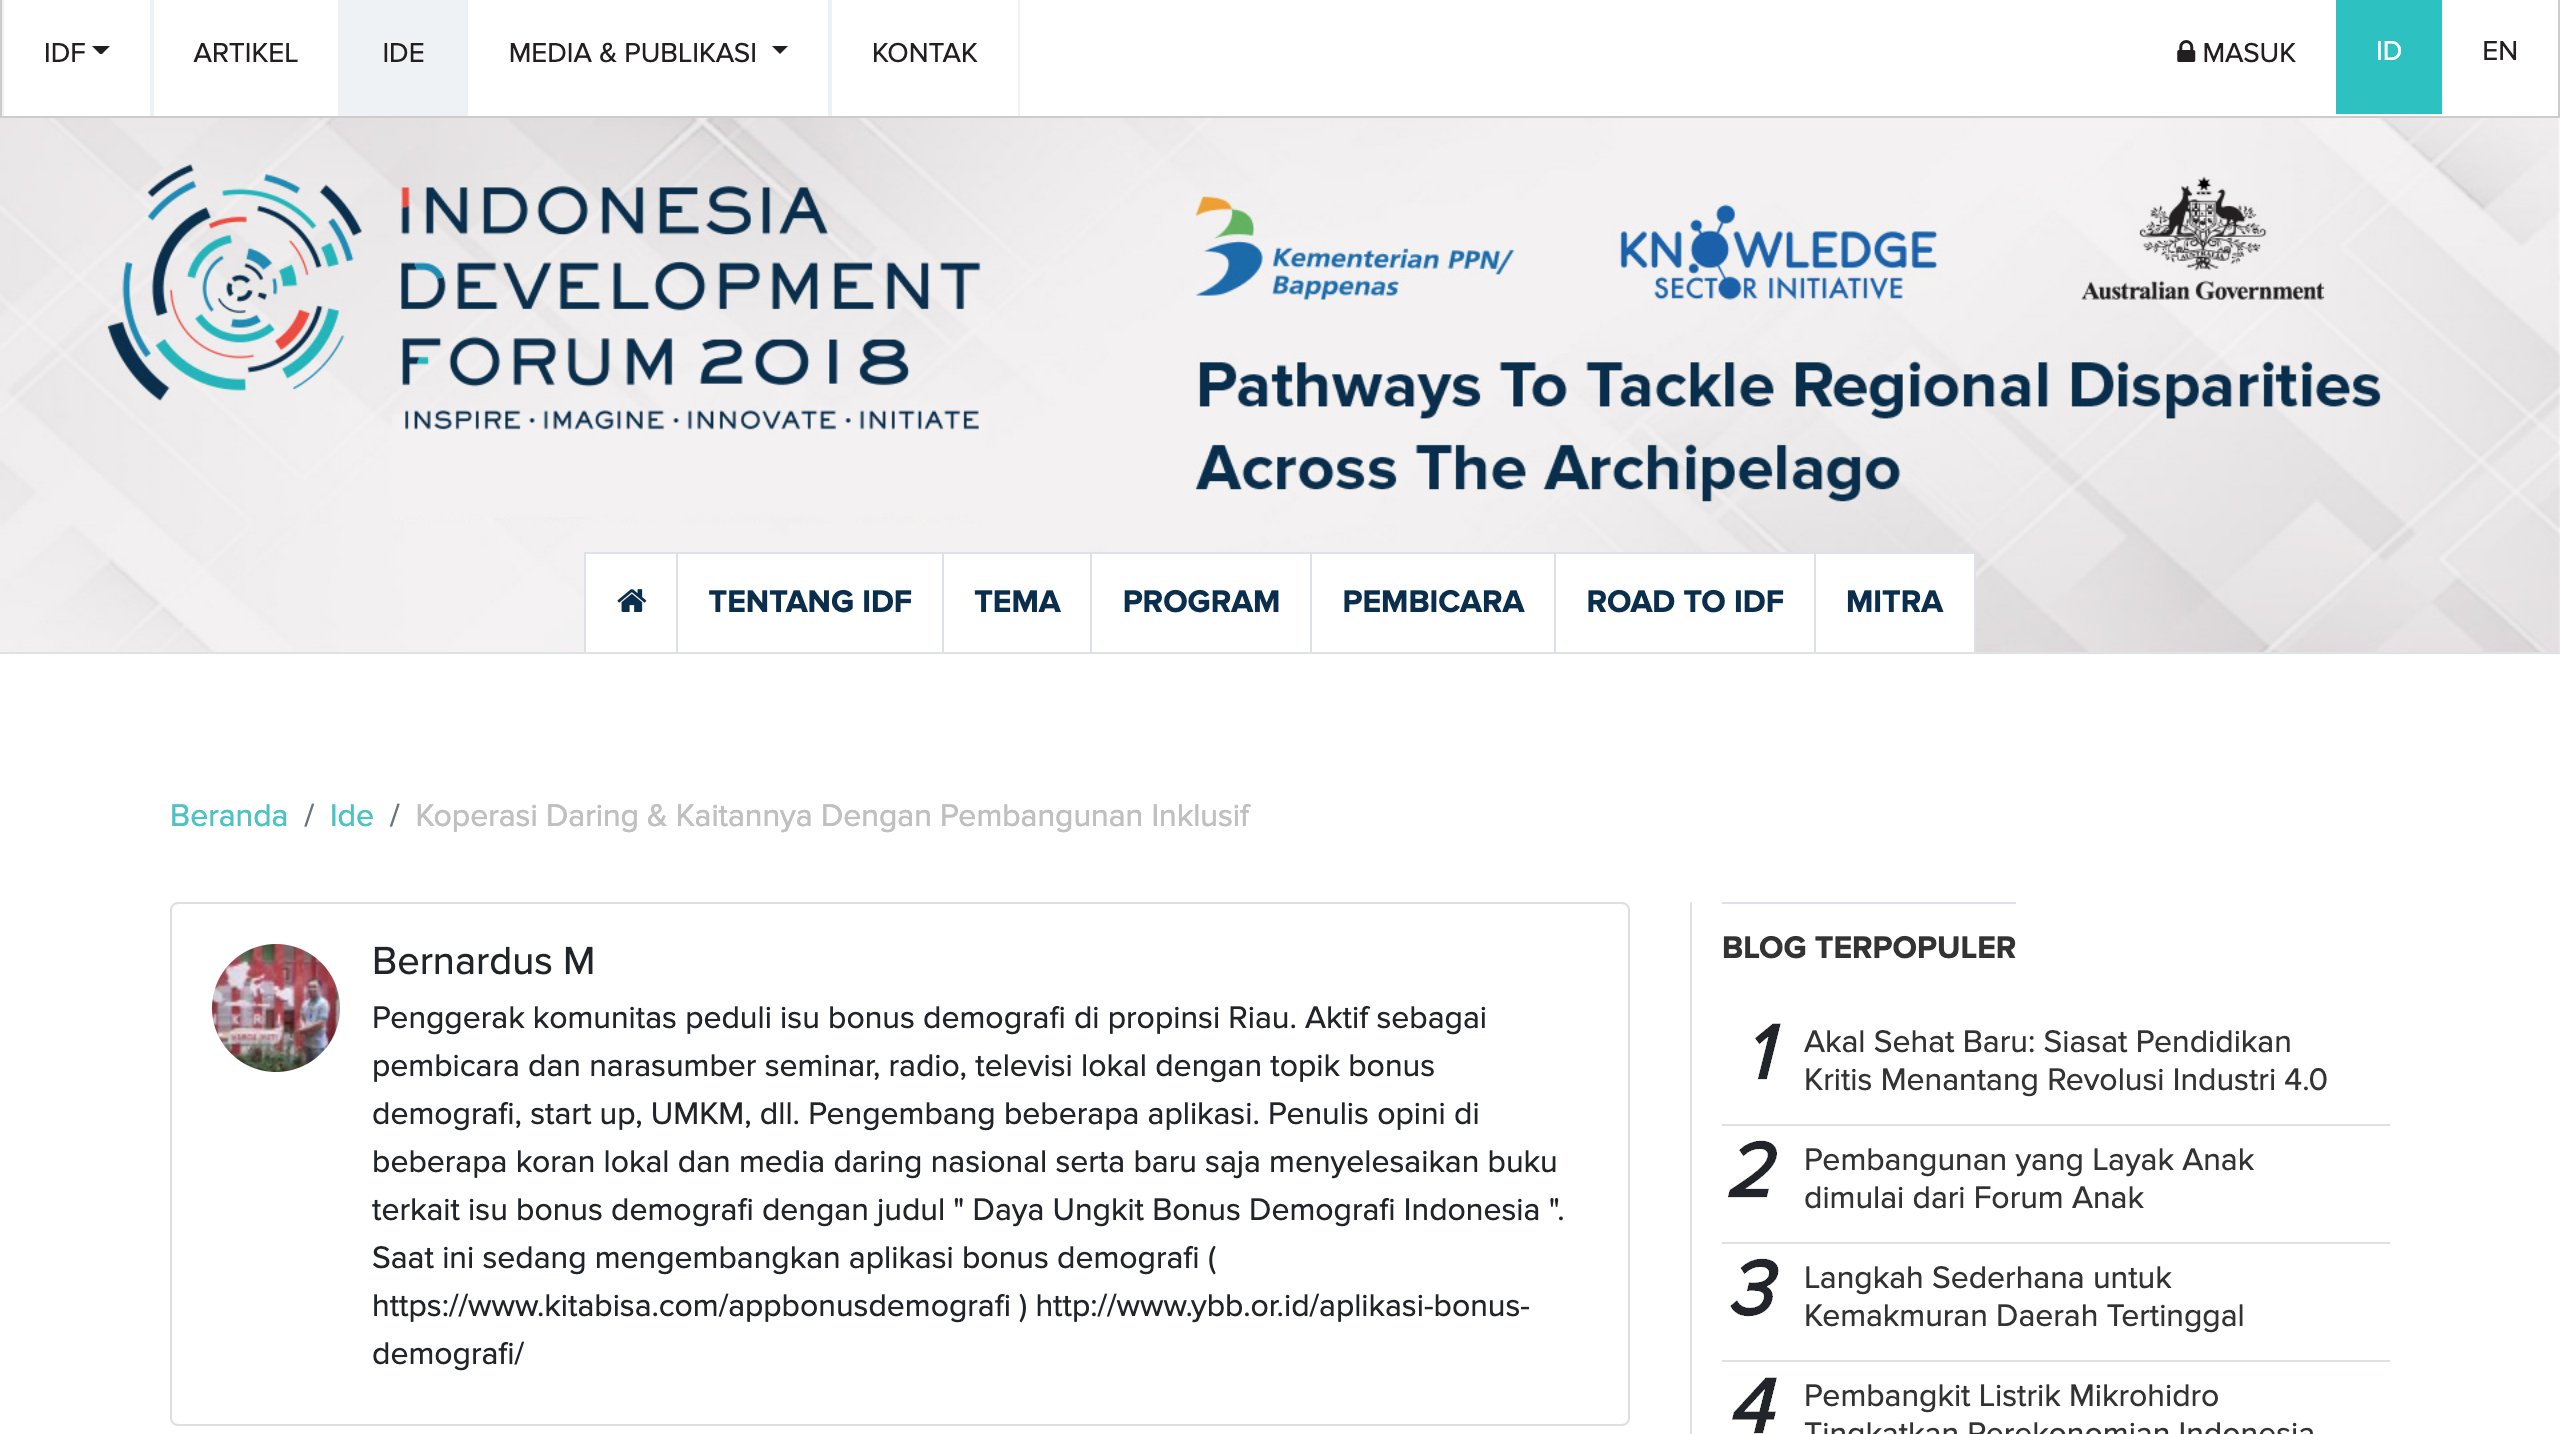 IDF
ARTIKEL
IDE
MEDIA & PUBLIKASI
KONTAK
MASUK
ID
EN
INDONESIA
DEVELOPMENT
FORUM 2018
INSPIRE · IMAGINE · INNOVATE · INITIATE
Kementerian PPN/
Bappenas
KNOWLEDGE
SECTOR INITIATIVE
Australian Government
Pathways To Tackle Regional Disparities
Across The Archipelago
TENTANG IDF
TEMA
PROGRAM
PEMBICARA
ROAD TO IDF
MITRA
Beranda / Ide / Koperasi Daring & Kaitannya Dengan Pembangunan Inklusif
Bernardus M
Penggerak komunitas peduli isu bonus demografi di propinsi Riau. Aktif sebagai
pembicara dan narasumber seminar, radio, televisi lokal dengan topik bonus
demografi, start up, UMKM, dll. Pengembang beberapa aplikasi. Penulis opini di
beberapa koran lokal dan media daring nasional serta baru saja menyelesaikan buku
terkait isu bonus demografi dengan judul " Daya Ungkit Bonus Demografi Indonesia ".
Saat ini sedang mengembangkan aplikasi bonus demografi (
https://www.kitabisa.com/appbonusdemografi ) http://www.ybb.or.id/aplikasi-bonus-
demografi/
BLOG TERPOPULER
1 Akal Sehat Baru: Siasat Pendidikan
Kritis Menantang Revolusi Industri 4.0
2 Pembangunan yang Layak Anak
dimulai dari Forum Anak
3 Langkah Sederhana untuk
Kemakmuran Daerah Tertinggal
4 Pembangkit Listrik Mikrohidro
Tingkatkan Perekonomian Indonesia